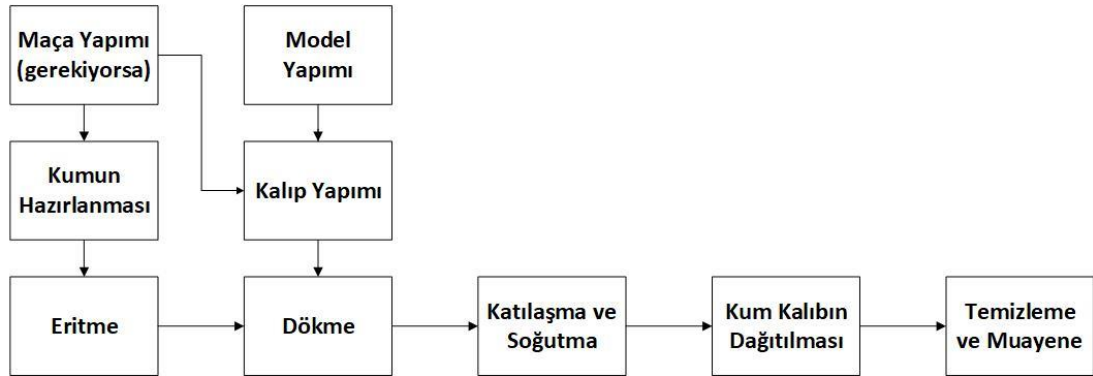 Maça Yapımı
(gerekiyorsa)
Model
Yapımı
Kumun
Hazırlanması
Kalıp Yapımı
Eritme
Dökme
Katılaşma ve
Soğutma
Kum Kalıbın
Dağıtılması
Temizleme
ve Muayene